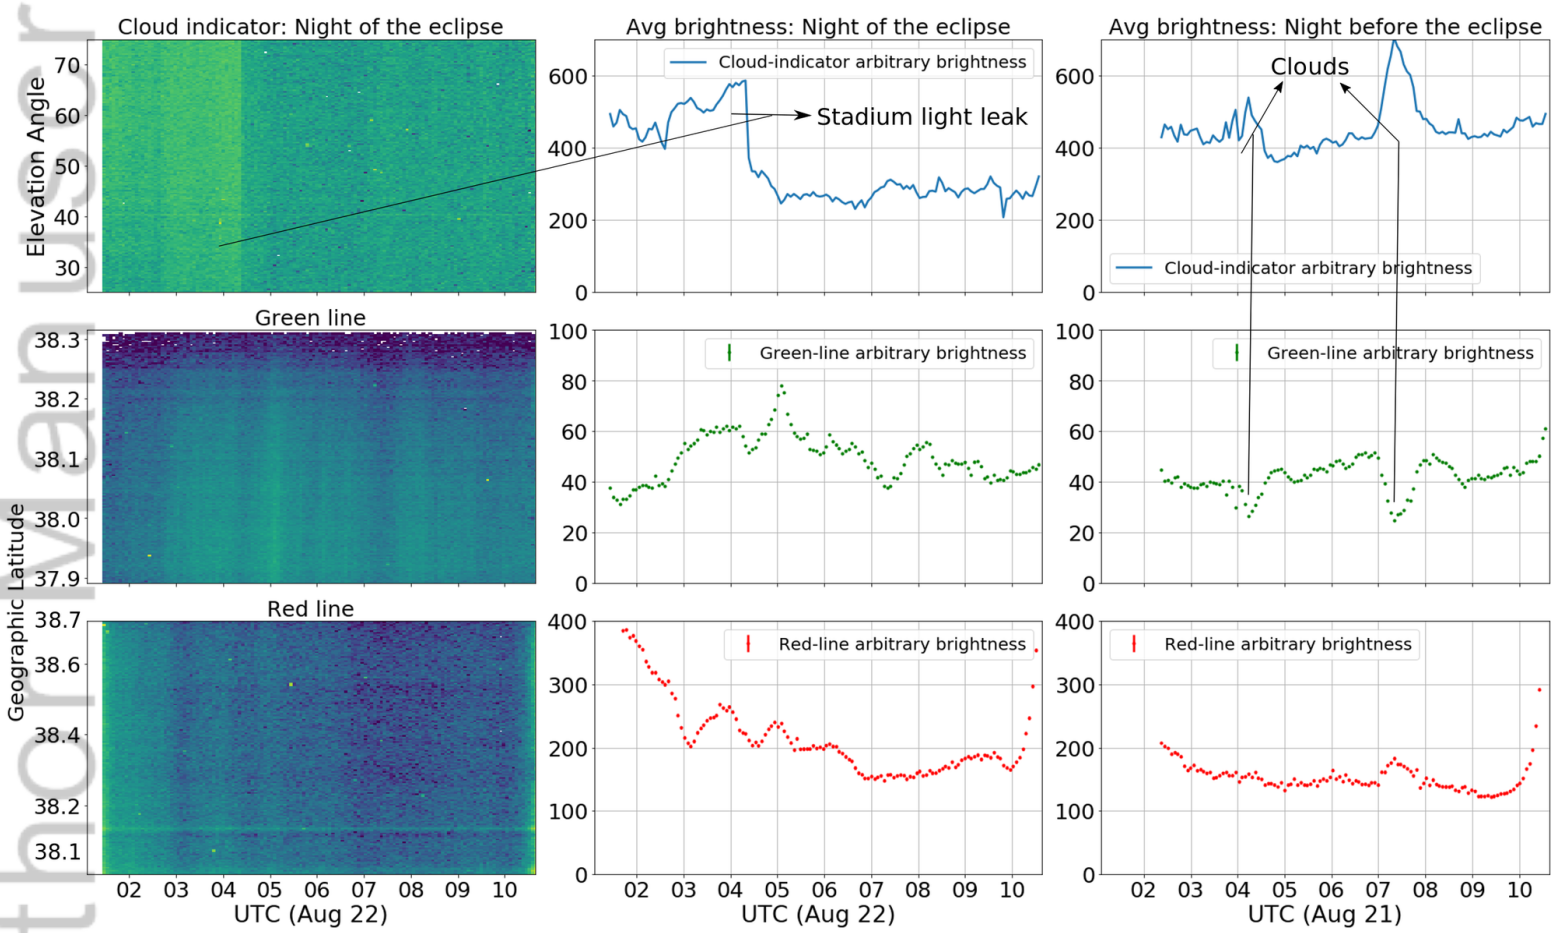 Cloud indicator: Night of the eclipse
Avg brightness: Night of the eclipse
Avg brightness: Night before the eclipse
Elevation Angle
70
60
50
40
30
600
400
200
0
Cloud-indicator arbitrary brightness
Stadium light leak
600
400
200
0
Clouds
Cloud-indicator arbitrary brightness
Green line
38.3
38.2
38.1
38.0
37.9
100
80
60
40
20
0
Green-line arbitrary brightness
100
80
60
40
20
0
Green-line arbitrary brightness
Geographic Latitude
Red line
38.7
38.6
38.4
38.2
38.1
02 03 04 05 06 07 08 09 10
UTC (Aug 22)
400
300
200
100
0
Red-line arbitrary brightness
02 03 04 05 06 07 08 09 10
UTC (Aug 22)
400
300
200
100
0
Red-line arbitrary brightness
02 03 04 05 06 07 08 09 10
UTC (Aug 21)
thor Manuscr